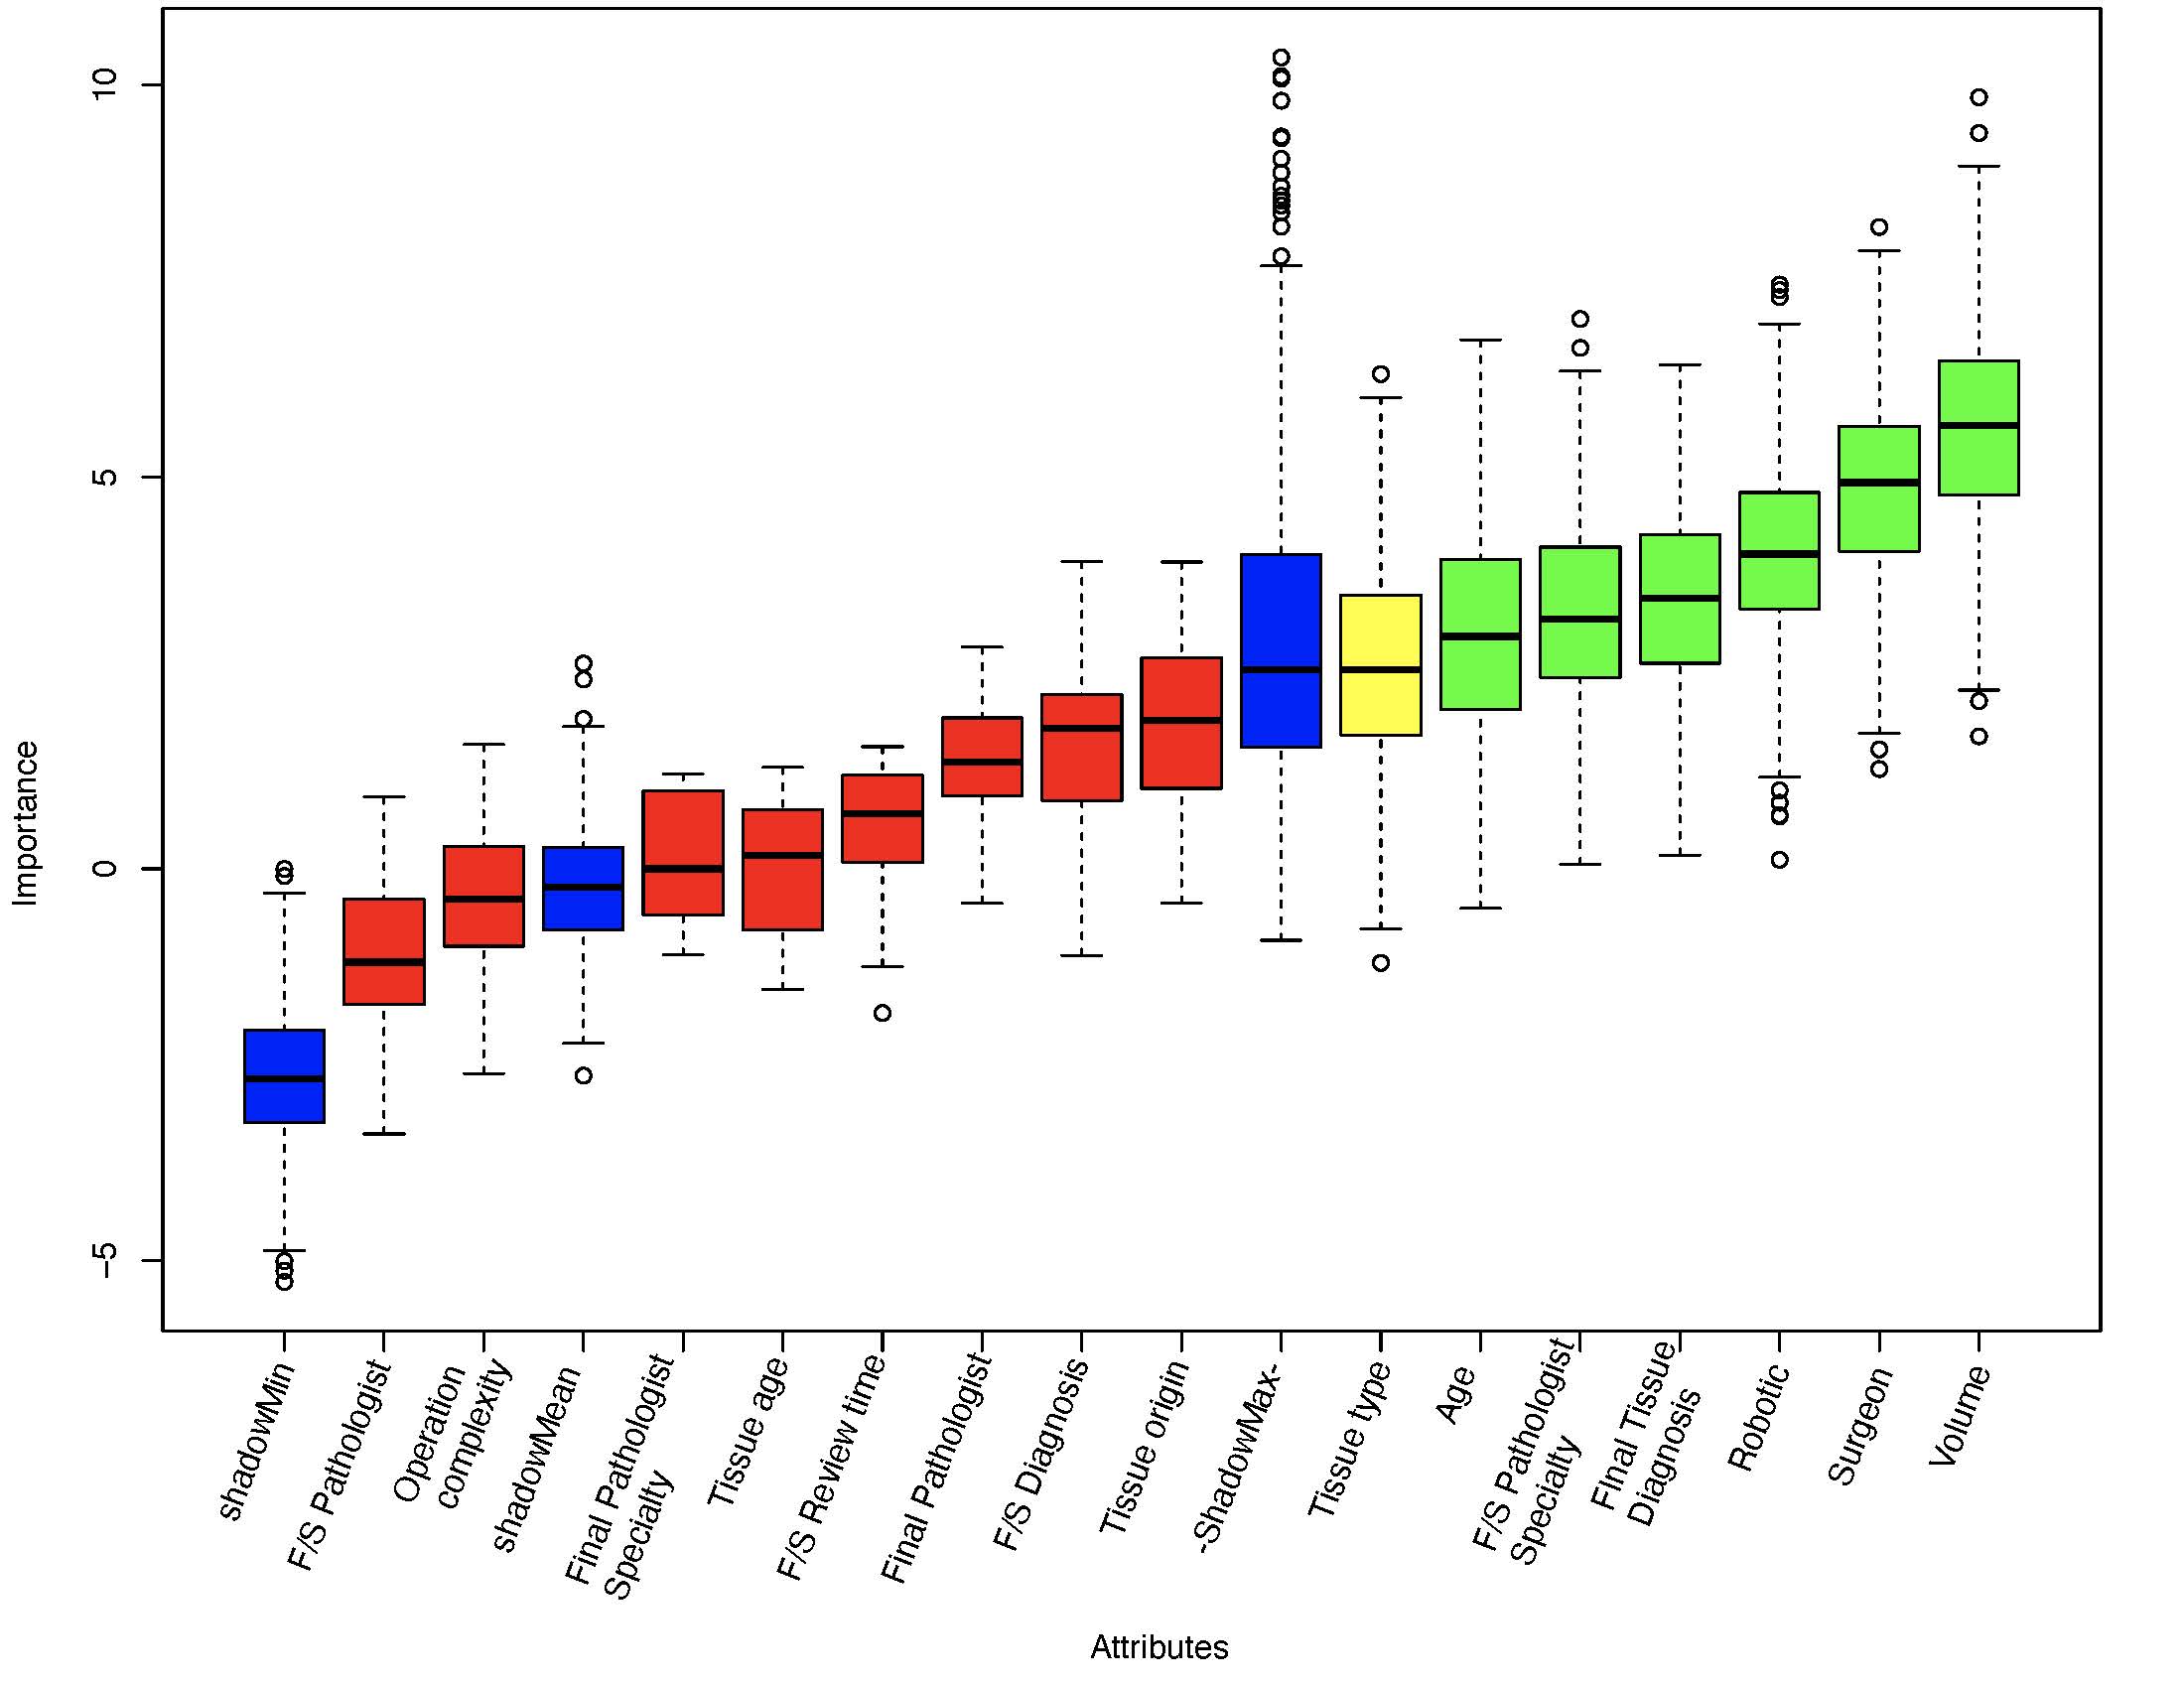 Importance
10
5
0
−5
shadowMin
F/S Pathologist
Operation
complexity
shadowMean
Final Pathologist
Specialty
Tissue age
F/S Review time
Final Pathologist
F/S Diagnosis
Tissue origin
-ShadowMax-
Tissue type
Age
F/S Pathologist
Specialty
FInal Tissue
Diagnosis
Robotic
Surgeon
Volume
Attributes